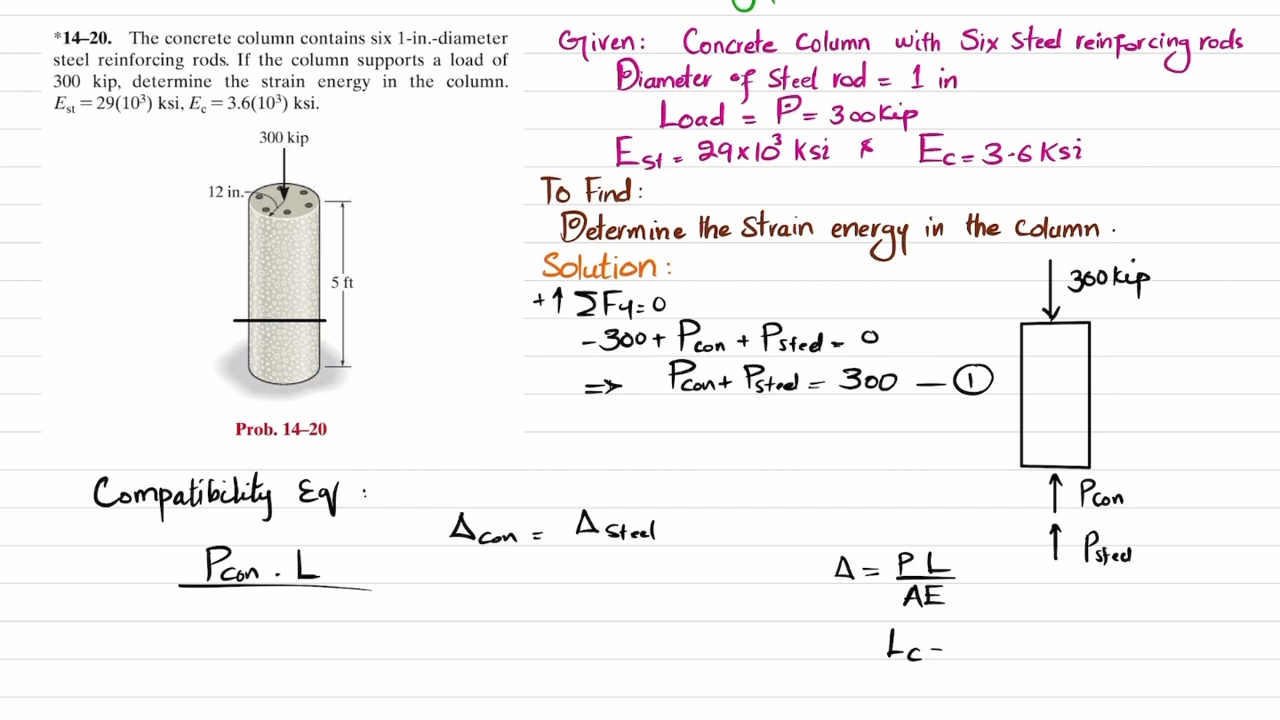 *14–20. The concrete column contains six 1-in.-diameter
steel reinforcing rods. If the column supports a load of
300 kip, determine the strain energy in the column.
Est = 29(10³) ksi, Ec = 3.6(10³) ksi.
300 kip
12 in.
5 ft
Prob. 14–20
Given: Concrete Column with Six Steel reinforcing rods
Diameter of Steel rod = 1 in
Load = P = 300 kip
Est = 29×10³ Ksi & Ec = 3.6 Ksi
To Find:
Determine the Strain energy in the Column.
Solution:
+↑ ΣFy = 0
-300 + Pcon + Psteel = 0
=> Pcon + Psteel = 300 — ①
300 kip
Pcon
Psteel
Compatibility Eq :
Δcon = Δsteel
Pcon . L
Δ = PL
AE
Lc =